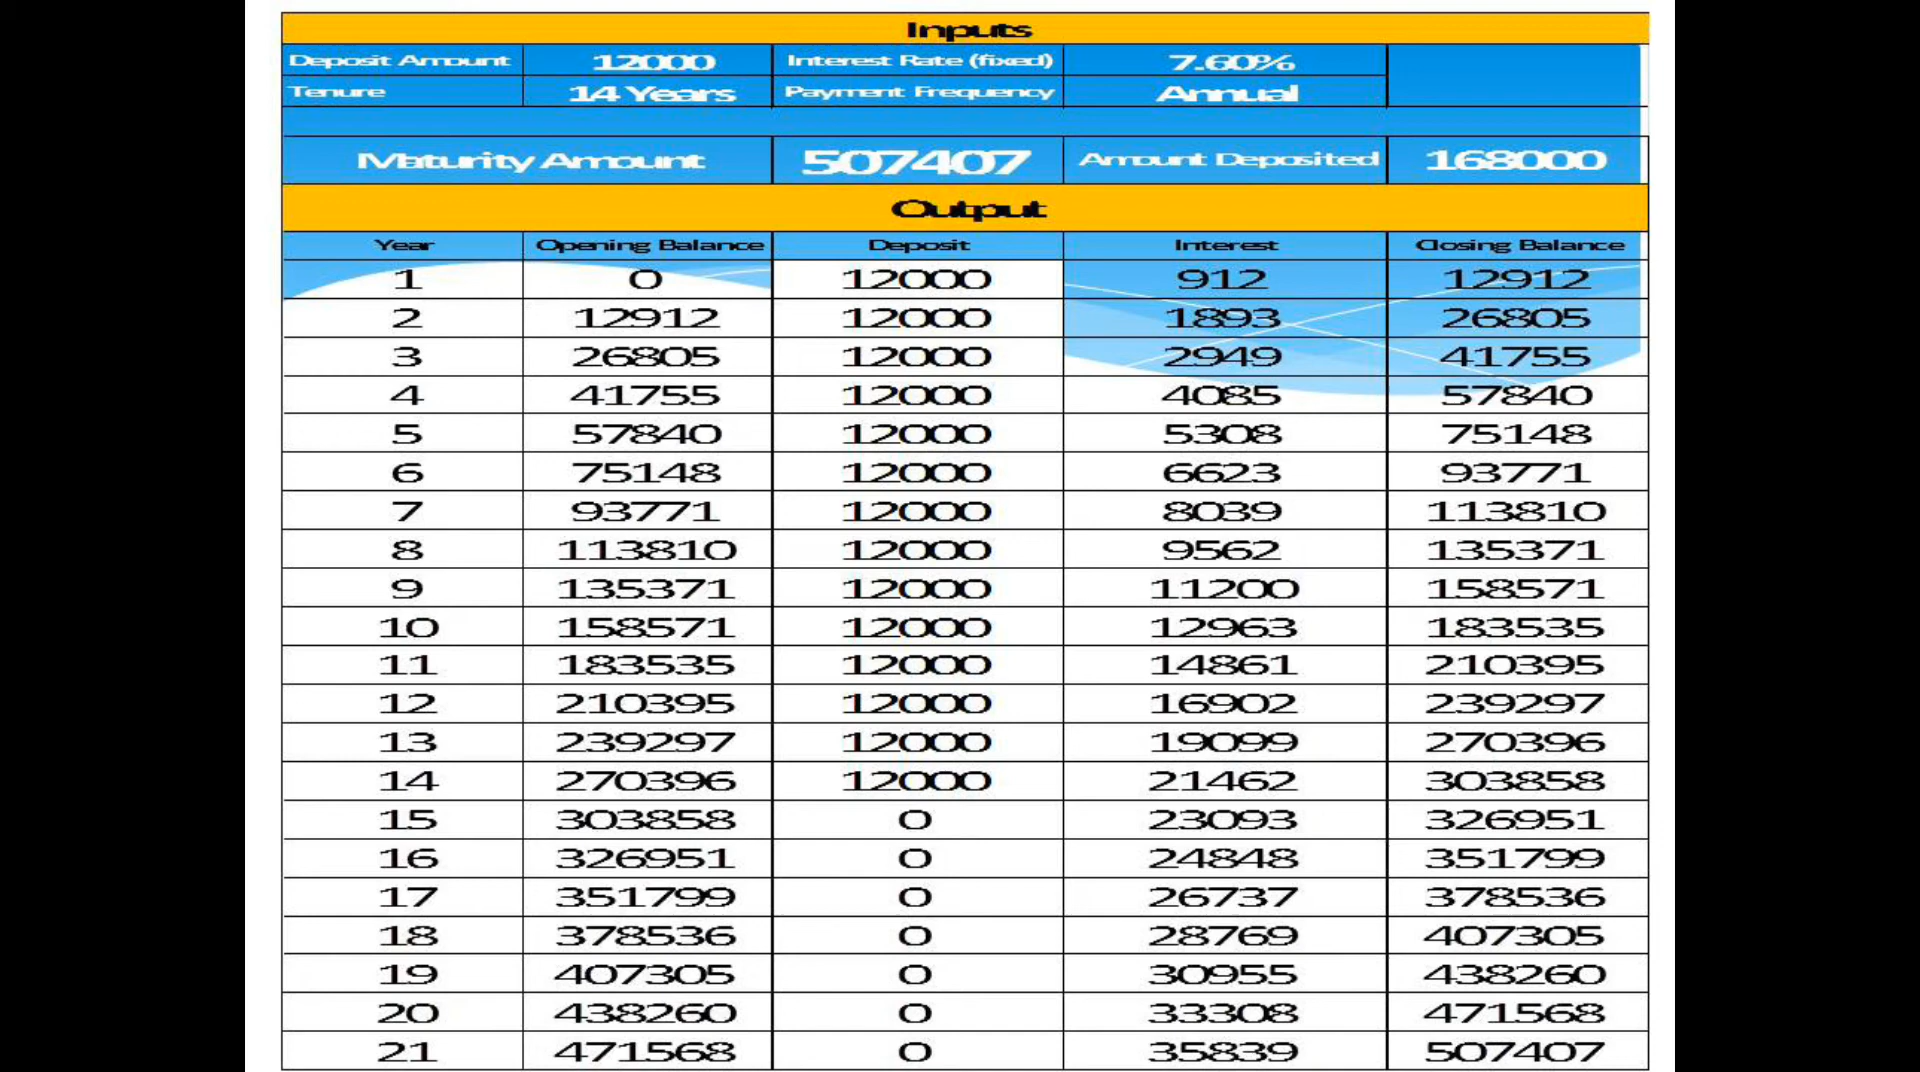 Inputs
Deposit Amount 12000 Interest Rate (fixed) 7.60%
Tenure 14 Years Payment Frequency Annual
Maturity Amount 507407 Amount Deposited 168000
Output
Year Opening Balance Deposit Interest Closing Balance
1 0 12000 912 12912
2 12912 12000 1893 26805
3 26805 12000 2949 41755
4 41755 12000 4085 57840
5 57840 12000 5308 75148
6 75148 12000 6623 93771
7 93771 12000 8039 113810
8 113810 12000 9562 135371
9 135371 12000 11200 158571
10 158571 12000 12963 183535
11 183535 12000 14861 210395
12 210395 12000 16902 239297
13 239297 12000 19099 270396
14 270396 12000 21462 303858
15 303858 0 23093 326951
16 326951 0 24848 351799
17 351799 0 26737 378536
18 378536 0 28769 407305
19 407305 0 30955 438260
20 438260 0 33308 471568
21 471568 0 35839 507407